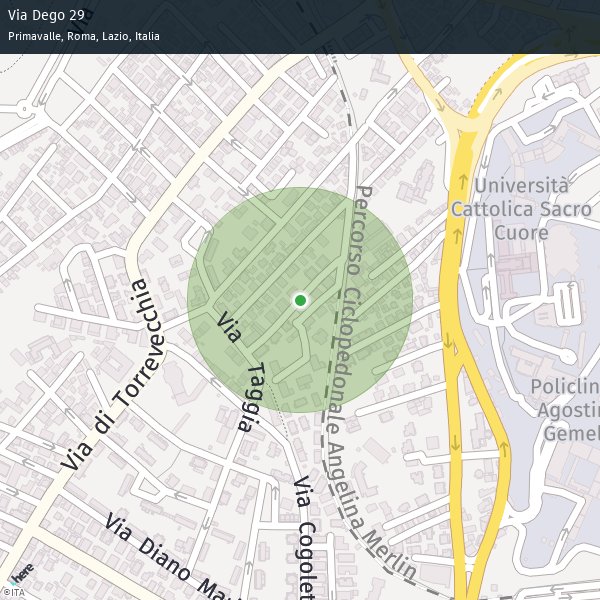 Via Dego 29
Primavalle, Roma, Lazio, Italia
Università
Cattolica Sacro
Cuore
Percorso Ciclopedonale Angelina Merlin
Via di Torrevecchia
Via Taggia
Policlin
Agostin
Gemel
Via Cogolet
Via Diano Ma
here
©ITA